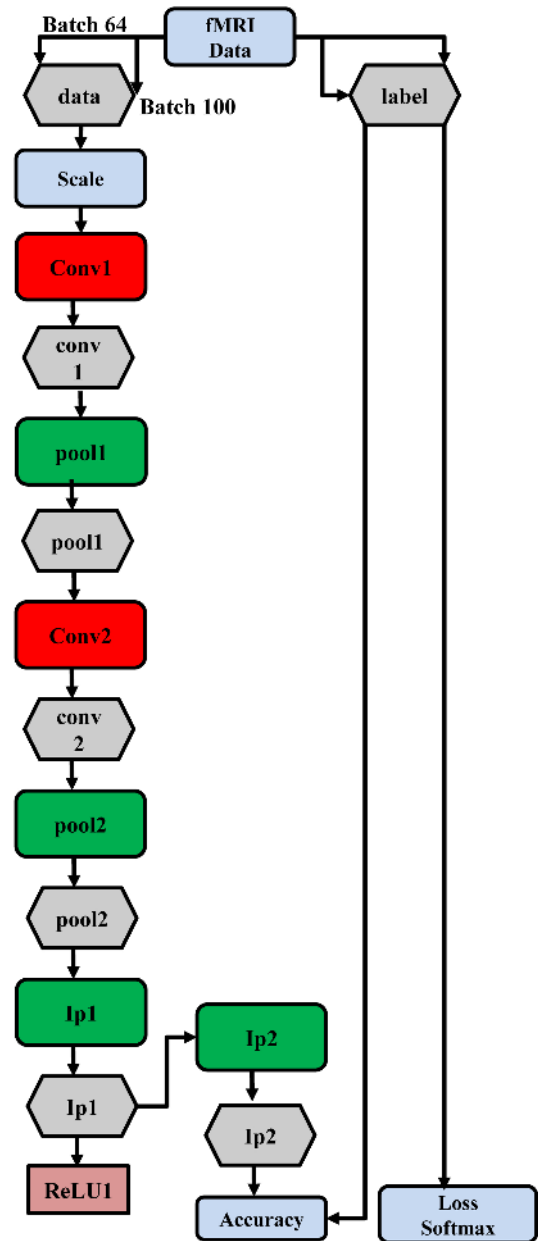 Batch 64
fMRI
Data
data
Batch 100
label
Scale
Conv1
conv
1
pool1
pool1
Conv2
conv
2
pool2
pool2
Ip1
Ip2
Ip1
Ip2
ReLU1
Accuracy
Loss
Softmax